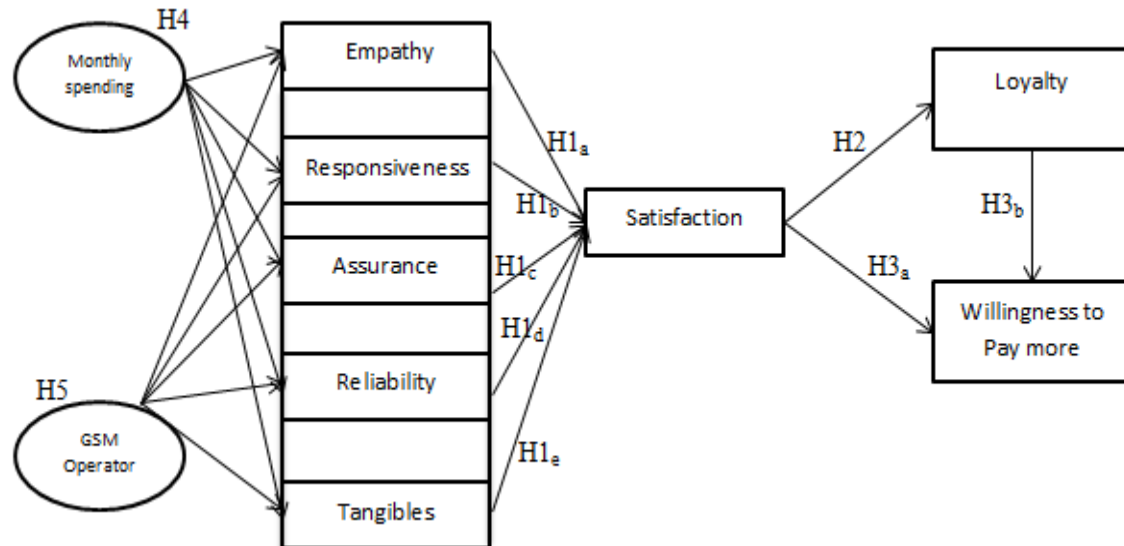 H4
Monthly
spending
Empathy
Responsiveness
Assurance
Reliability
Tangibles
H5
GSM
Operator
H1a
H1b
H1c
H1d
H1e
Satisfaction
H2
H3a
Loyalty
H3b
Willingness to
Pay more